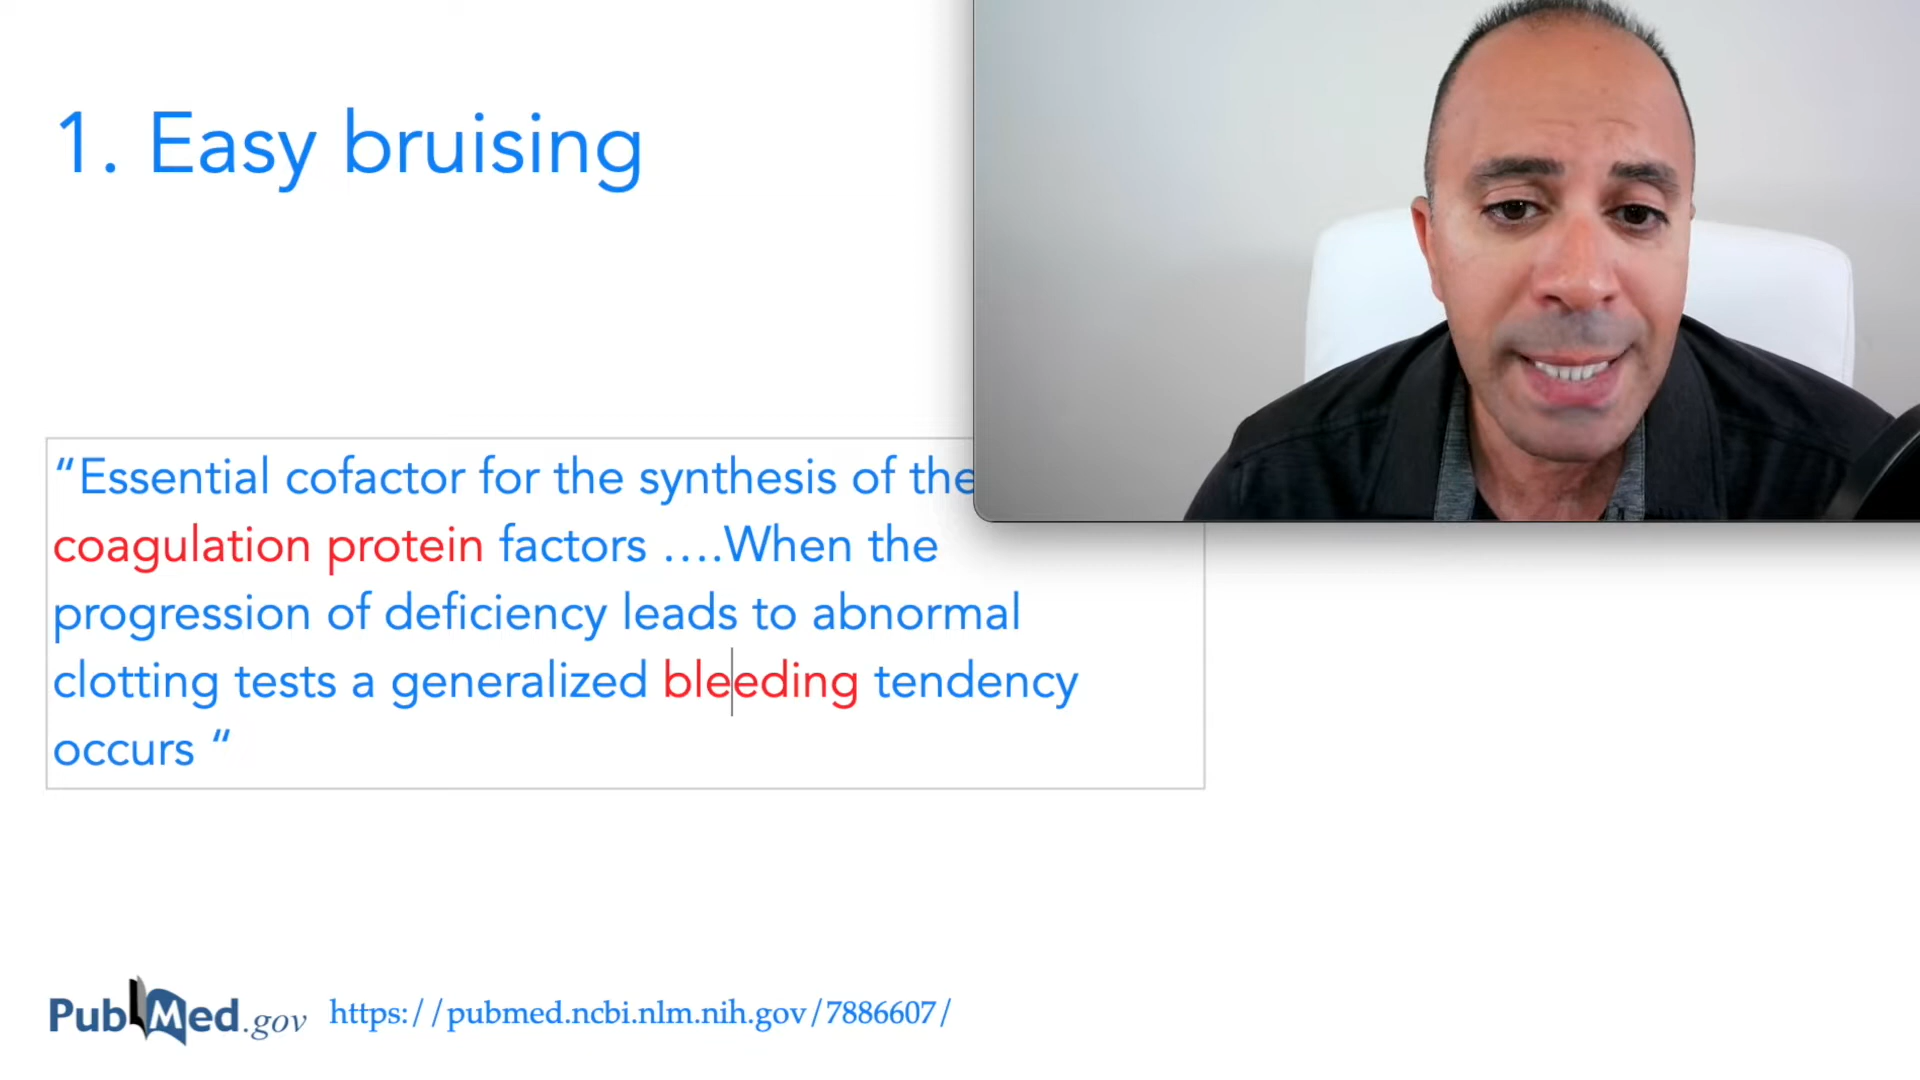 1. Easy bruising
“Essential cofactor for the synthesis of the
coagulation protein factors ....When the
progression of deficiency leads to abnormal
clotting tests a generalized bleeding tendency
occurs “
PubMed.gov https://pubmed.ncbi.nlm.nih.gov/7886607/